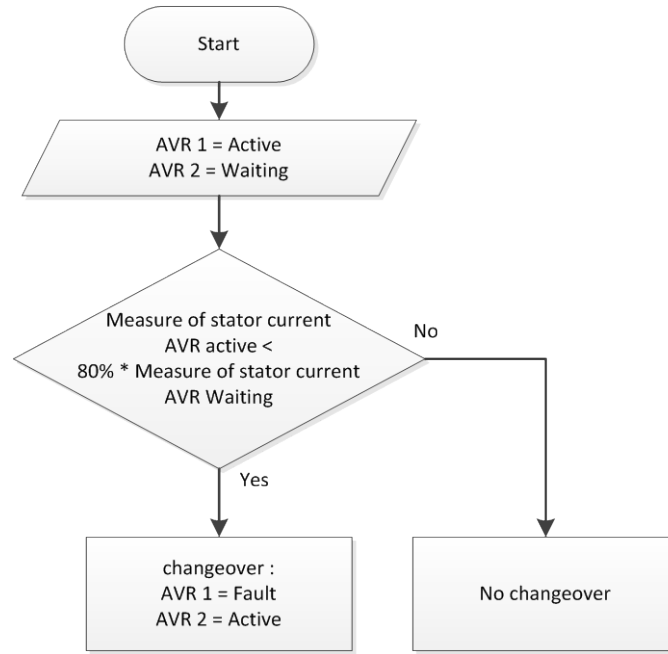 Start
AVR 1 = Active
AVR 2 = Waiting
Measure of stator current
AVR active <
80% * Measure of stator current
AVR Waiting
No
Yes
changeover :
AVR 1 = Fault
AVR 2 = Active
No changeover